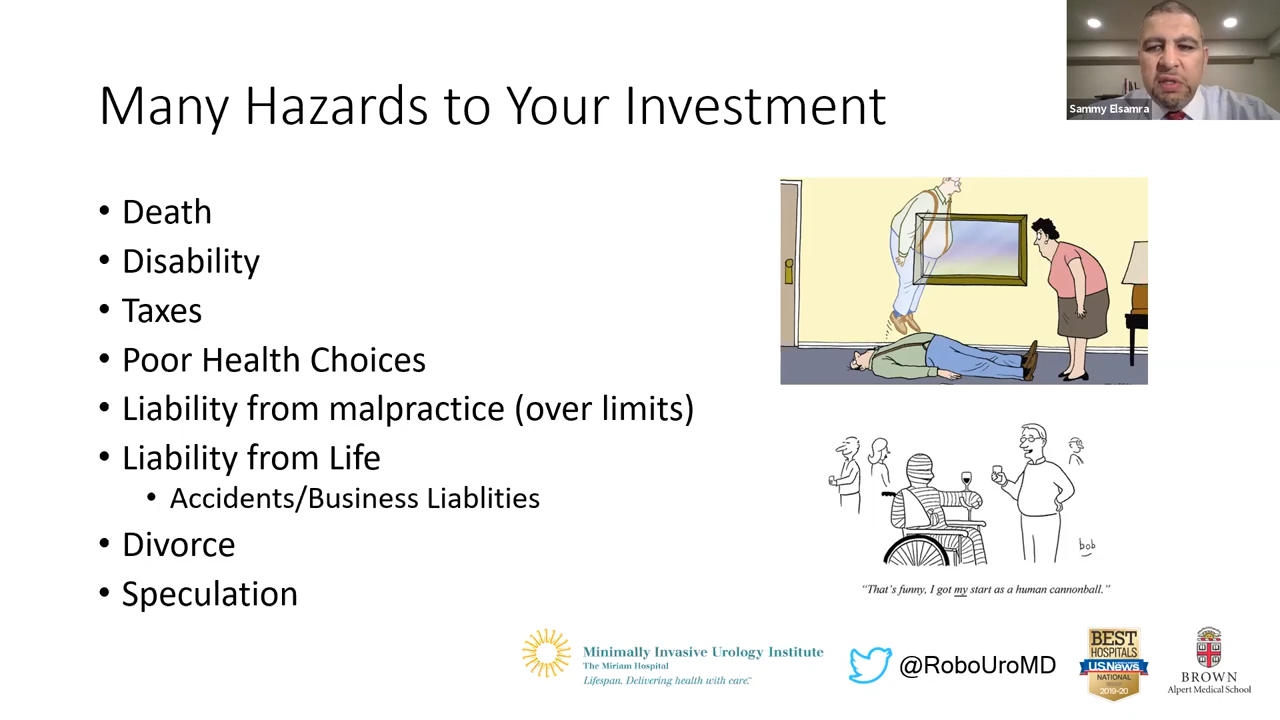 Sammy Elsamra
Many Hazards to Your Investment
• Death
• Disability
• Taxes
• Poor Health Choices
• Liability from malpractice (over limits)
• Liability from Life
• Accidents/Business Liablities
• Divorce
• Speculation
bob
“That’s funny, I got my start as a human cannonball.”
Minimally Invasive Urology Institute
The Miriam Hospital
Lifespan. Delivering health with care.
@RoboUroMD
BEST
HOSPITALS
U.S.News
NATIONAL
2019-20
BROWN
Alpert Medical School